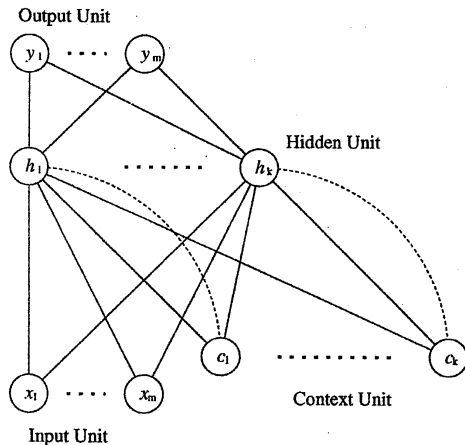 Output Unit
y1 ..... ym
Hidden Unit
h1 ........ hk
c1 ............... ck
x1 .... xm
Context Unit
Input Unit